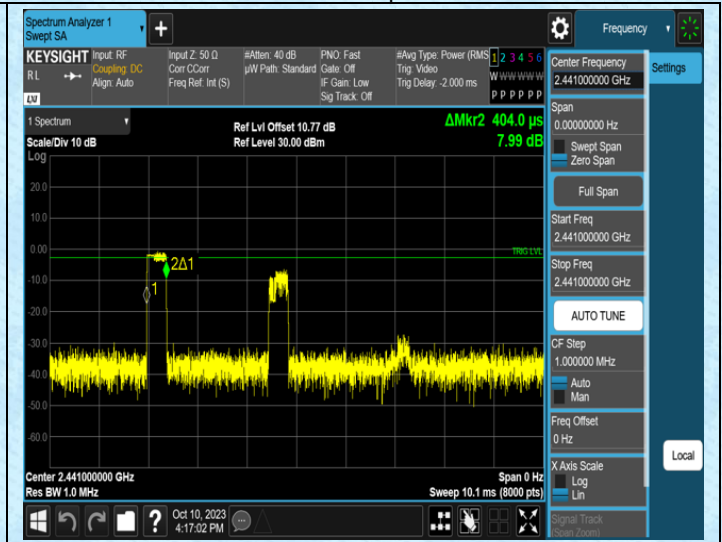 Spectrum Analyzer 1
Swept SA
+
Frequency
KEYSIGHT
RL
LXI
Input: RF
Coupling: DC
Align: Auto
Input Z: 50 Ω
Corr CCorr
Freq Ref: Int (S)
#Atten: 40 dB
µW Path: Standard
PNO: Fast
Gate: Off
IF Gain: Low
Sig Track: Off
#Avg Type: Power (RMS
Trig: Video
Trig Delay: -2.000 ms
1 2 3 4 5 6
W W W W W W
P P P P P P
1 Spectrum
Scale/Div 10 dB
Log
Ref Lvl Offset 10.77 dB
Ref Level 30.00 dBm
ΔMkr2 404.0 µs
7.99 dB
20.0
10.0
0.00
-10.0
-20.0
-30.0
-40.0
-50.0
-60.0
TRIG LVL
2Δ1
1
Center 2.441000000 GHz
Res BW 1.0 MHz
Span 0 Hz
Sweep 10.1 ms (8000 pts)
Center Frequency
2.441000000 GHz
Settings
Span
0.00000000 Hz
Swept Span
Zero Span
Full Span
Start Freq
2.441000000 GHz
Stop Freq
2.441000000 GHz
AUTO TUNE
CF Step
1.000000 MHz
Auto
Man
Freq Offset
0 Hz
X Axis Scale
Log
Lin
Signal Track
(Span Zoom)
Local
?
Oct 10, 2023
4:17:02 PM